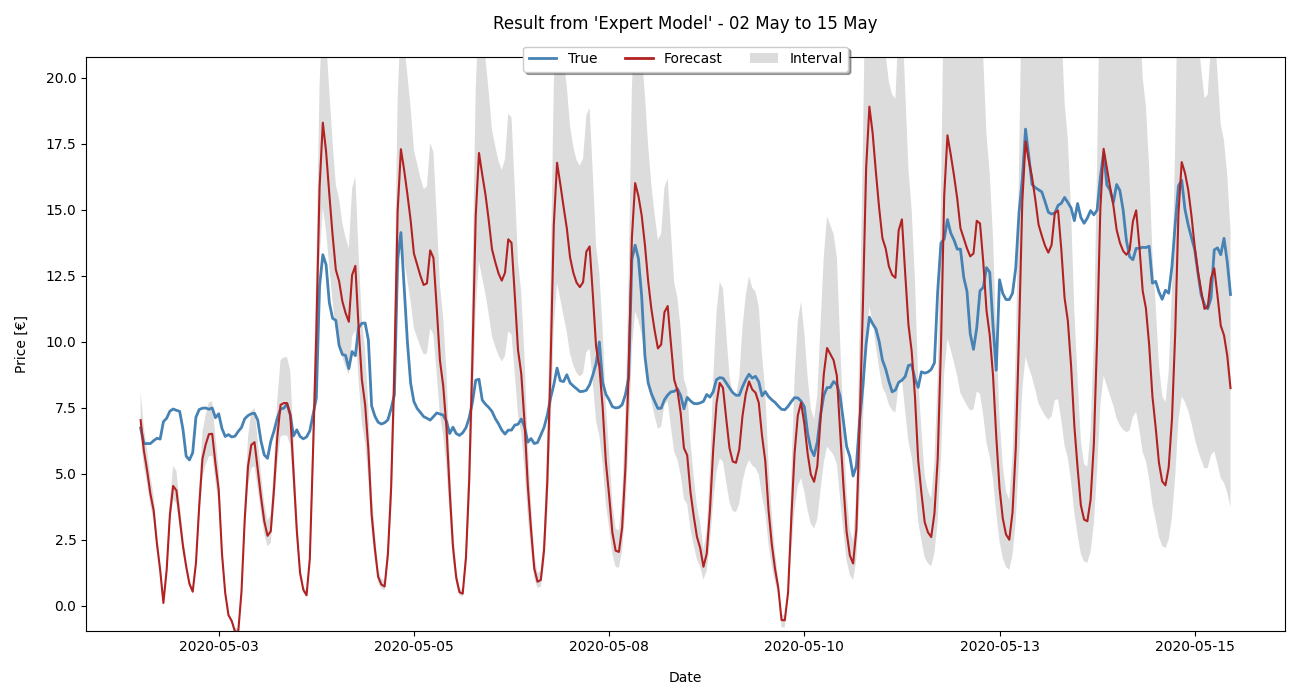 Result from 'Expert Model' - 02 May to 15 May
True Forecast Interval
20.0
17.5
15.0
12.5
10.0
7.5
5.0
2.5
0.0
Price [€]
2020-05-03 2020-05-05 2020-05-08 2020-05-10 2020-05-13 2020-05-15
Date